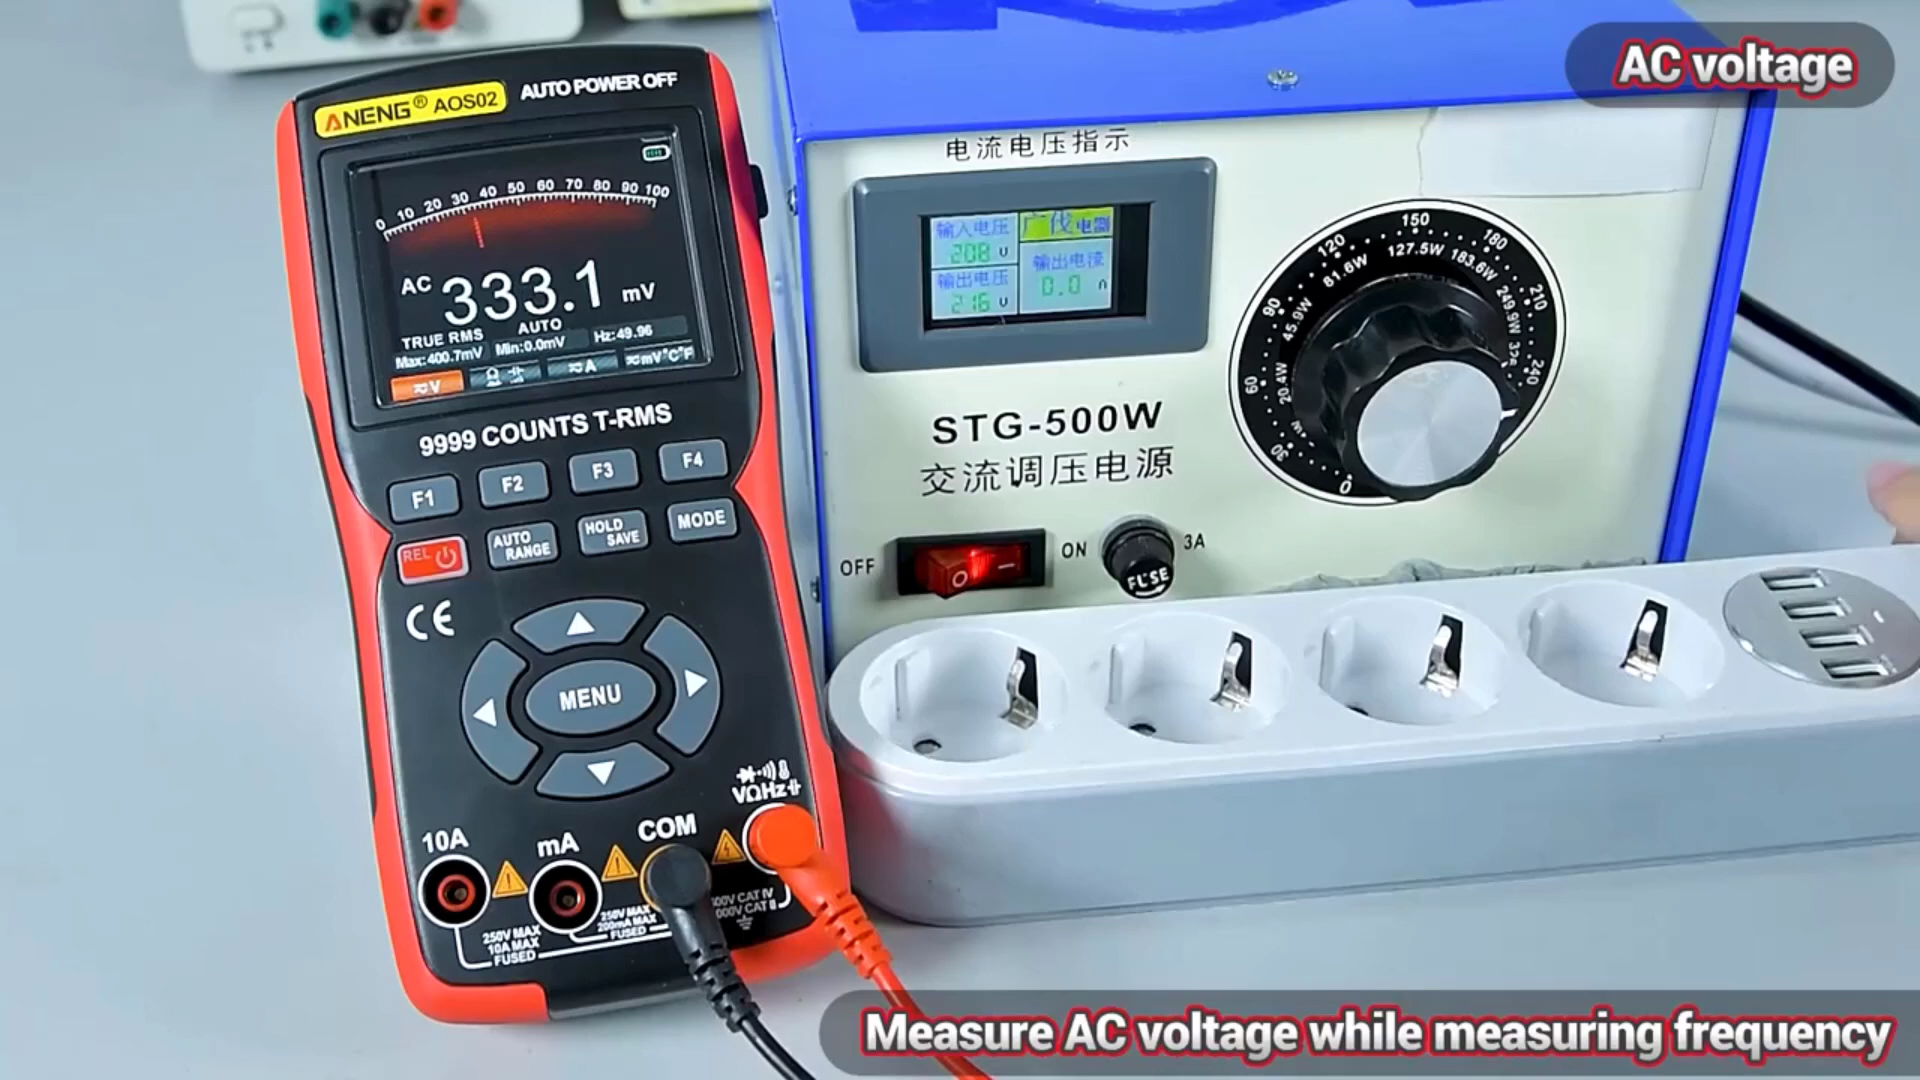 AC voltage
ANENG® AOS02
AUTO POWER OFF
0 10 20 30 40 50 60 70 80 90 100
AC 333.1 mV
TRUE RMS AUTO
Max:400.7mV Min:0.0mV Hz:49.96
V A mV°C°F
9999 COUNTS T-RMS
F1 F2 F3 F4
REL AUTO RANGE HOLD SAVE MODE
CE
MENU
VΩHz
10A mA COM
250V MAX
10A MAX
FUSED
250V MAX
200mA MAX
FUSED
电流电压指示
输入电压
208 V
输出电压
216 V
广伐电器
输出电流
0.0 A
STG-500W
交流调压电源
OFF ON
FUSE 3A
0 30 60 90 120 150 180 210 240
20.4W 45.9W 81.6W 127.5W 183.6W 249.9W
Measure AC voltage while measuring frequency